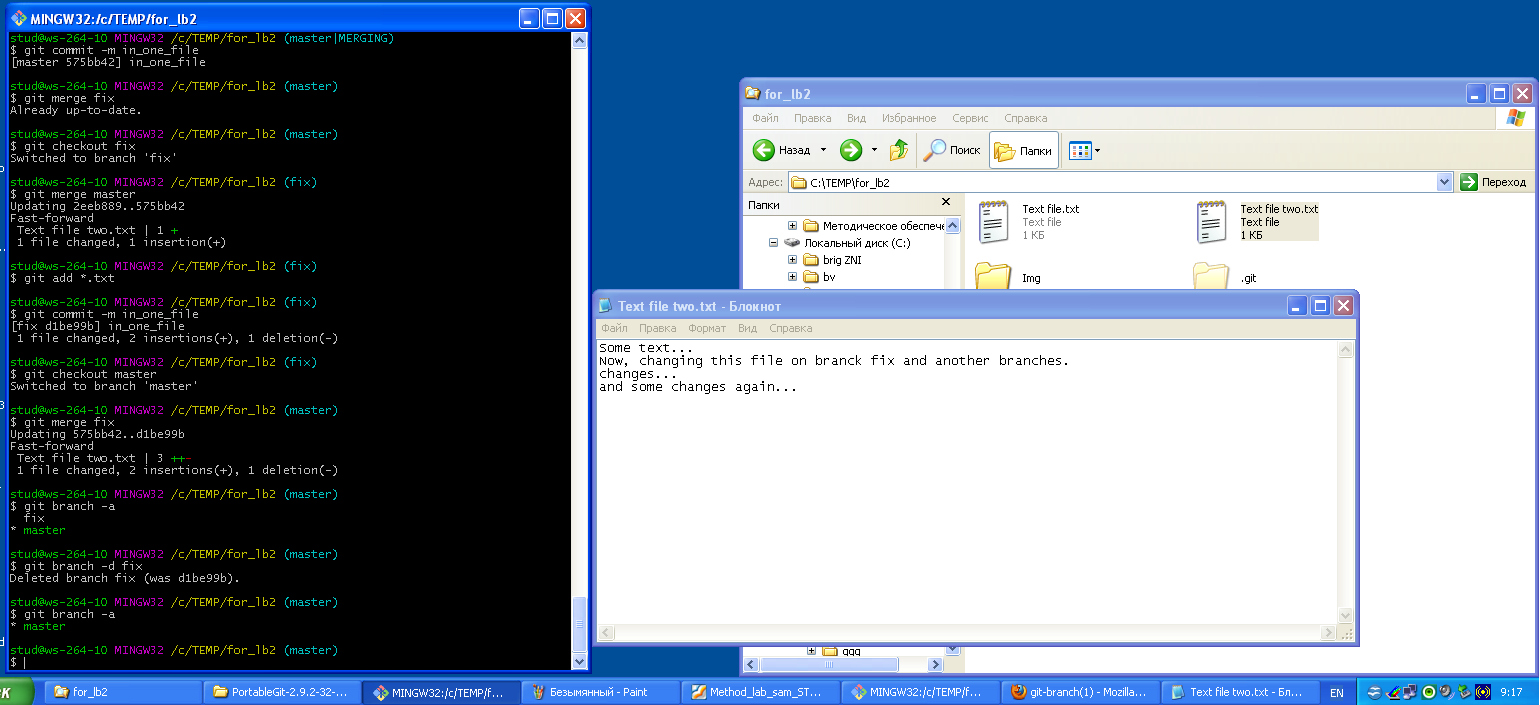 MINGW32:/c/TEMP/for_lb2
stud@ws-264-10 MINGW32 /c/TEMP/for_lb2 (master|MERGING)
$ git commit -m in_one_file
[master 575bb42] in_one_file
stud@ws-264-10 MINGW32 /c/TEMP/for_lb2 (master)
$ git merge fix
Already up-to-date.
stud@ws-264-10 MINGW32 /c/TEMP/for_lb2 (master)
$ git checkout fix
Switched to branch 'fix'
stud@ws-264-10 MINGW32 /c/TEMP/for_lb2 (fix)
$ git merge master
Updating 2eeb889..575bb42
Fast-forward
Text file two.txt | 1 +
1 file changed, 1 insertion(+)
stud@ws-264-10 MINGW32 /c/TEMP/for_lb2 (fix)
$ git add *.txt
stud@ws-264-10 MINGW32 /c/TEMP/for_lb2 (fix)
$ git commit -m in_one_file
[fix d1be99b] in_one_file
1 file changed, 2 insertions(+), 1 deletion(-)
stud@ws-264-10 MINGW32 /c/TEMP/for_lb2 (fix)
$ git checkout master
Switched to branch 'master'
stud@ws-264-10 MINGW32 /c/TEMP/for_lb2 (master)
$ git merge fix
Updating 575bb42..d1be99b
Fast-forward
Text file two.txt | 3 ++-
1 file changed, 2 insertions(+), 1 deletion(-)
stud@ws-264-10 MINGW32 /c/TEMP/for_lb2 (master)
$ git branch -a
fix
* master
stud@ws-264-10 MINGW32 /c/TEMP/for_lb2 (master)
$ git branch -d fix
Deleted branch fix (was d1be99b).
stud@ws-264-10 MINGW32 /c/TEMP/for_lb2 (master)
$ git branch -a
* master
stud@ws-264-10 MINGW32 /c/TEMP/for_lb2 (master)
$
for_lb2
Файл Правка Вид Избранное Сервис Справка
Назад Поиск Папки
Адрес: C:\TEMP\for_lb2 Переход
Папки
Методическое обеспече
Локальный диск (C:)
brig ZNI
bv
Text file.txt
Text file
1 КБ
Text file two.txt
Text file
1 КБ
Img
.git
Text file two.txt - Блокнот
Файл Правка Формат Вид Справка
Some text...
Now, changing this file on branck fix and another branches.
changes...
and some changes again...
ggg
for_lb2 PortableGit-2.9.2-32-... MINGW32:/c/TEMP/f... Безымянный - Paint Method_lab_sam_ST... MINGW32:/c/TEMP/f... git-branch(1) - Mozilla... Text file two.txt - Бл... EN 9:17